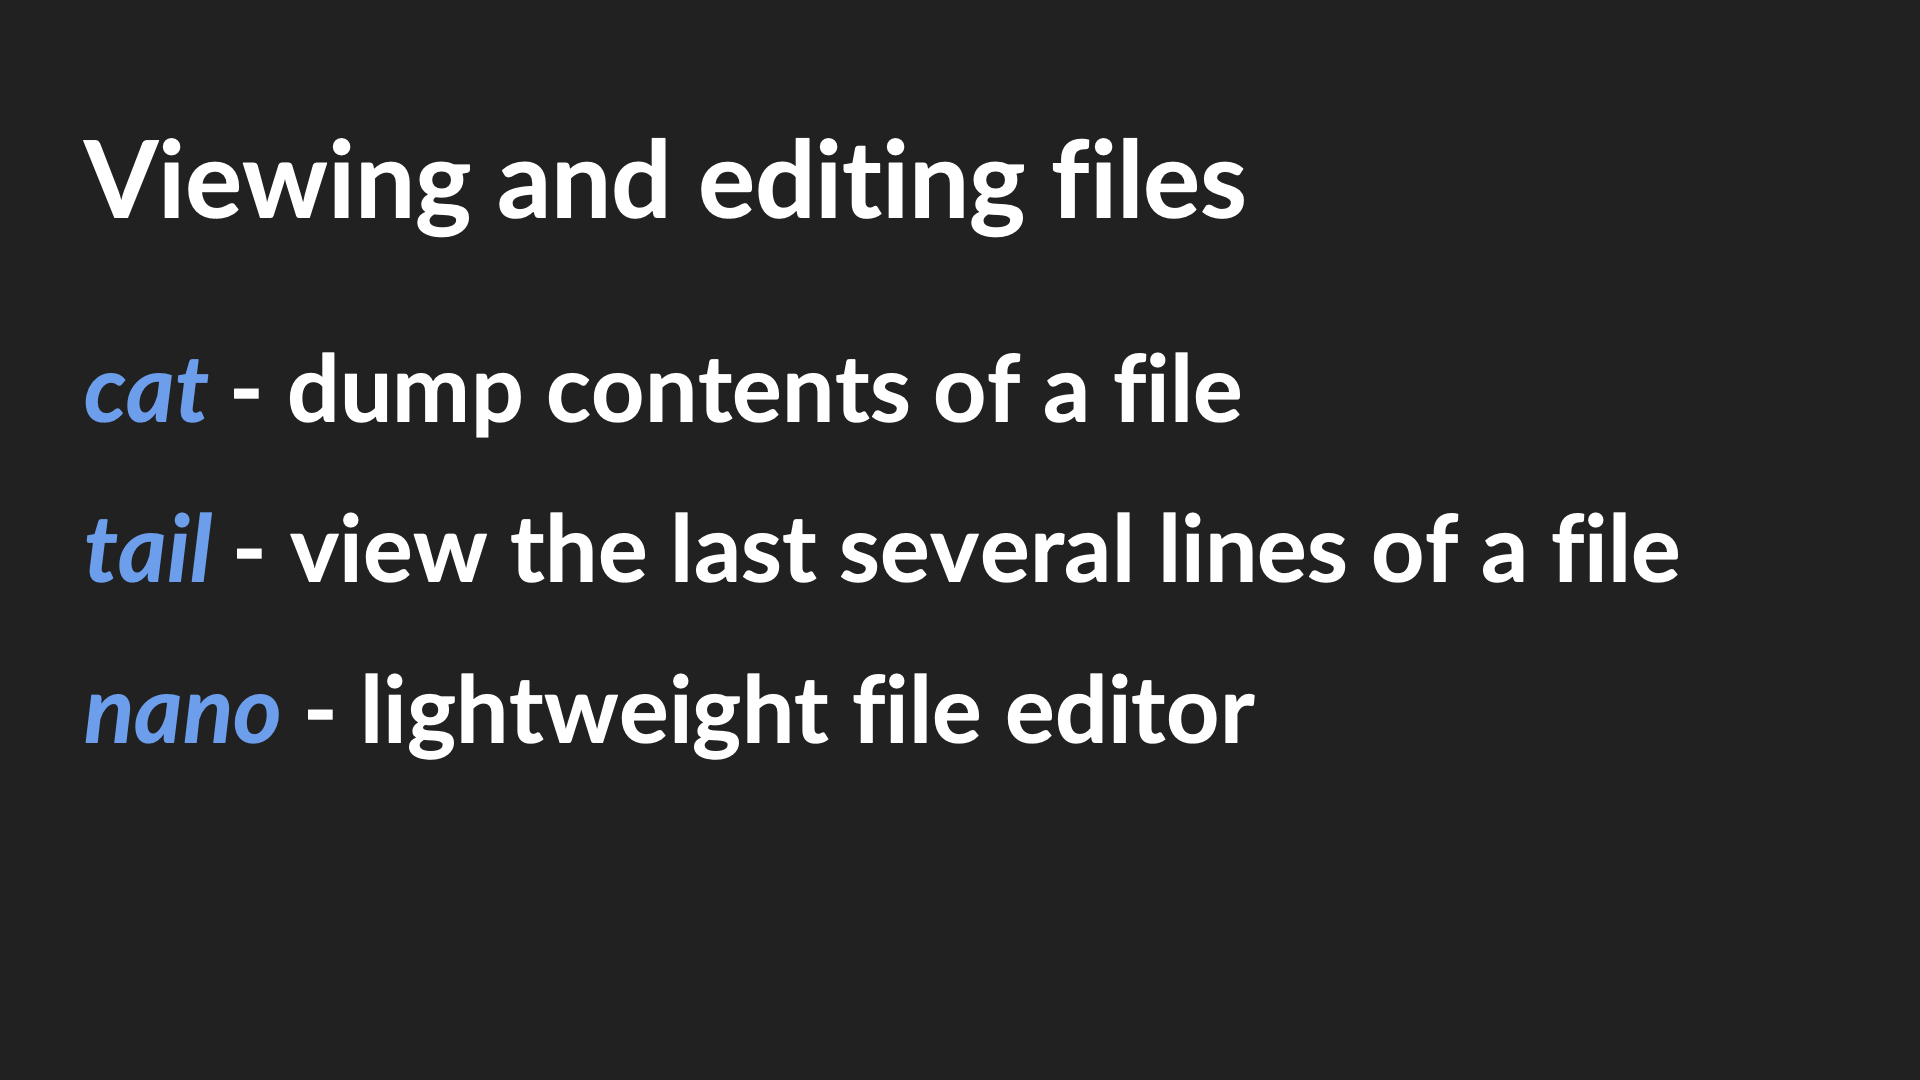 Viewing and editing files
cat - dump contents of a file
tail - view the last several lines of a file
nano - lightweight file editor